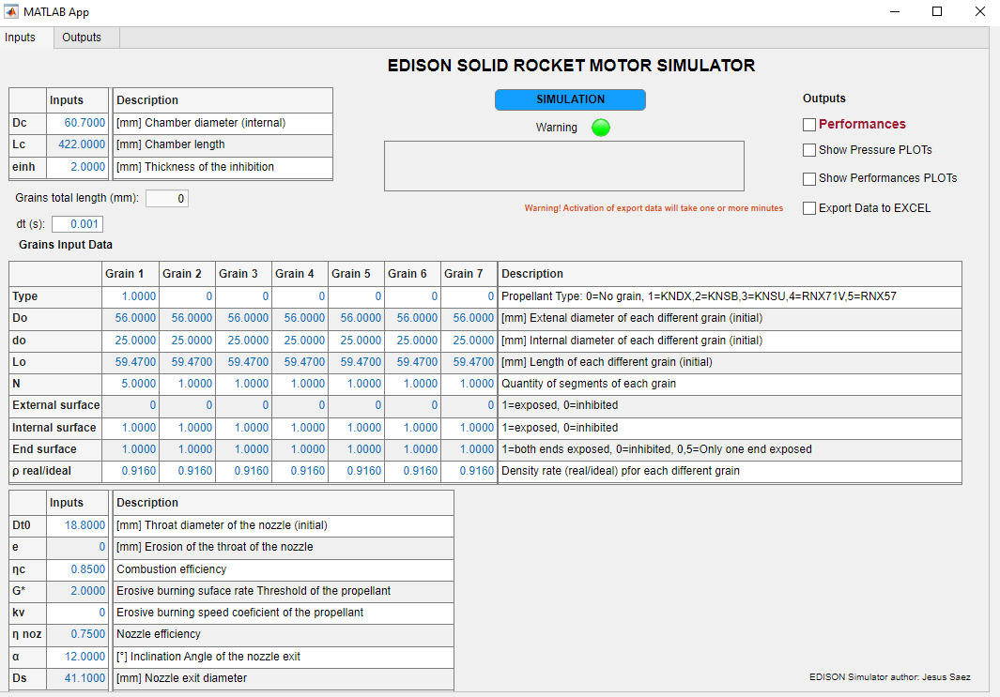 MATLAB App
Inputs Outputs
EDISON SOLID ROCKET MOTOR SIMULATOR
Inputs Description
Dc 60.7000 [mm] Chamber diameter (internal)
Lc 422.0000 [mm] Chamber length
einh 2.0000 [mm] Thickness of the inhibition
Grains total length (mm): 0
dt (s): 0.001
SIMULATION
Warning
Warning! Activation of export data will take one or more minutes
Outputs
Performances
Show Pressure PLOTs
Show Performances PLOTs
Export Data to EXCEL
Grains Input Data
Grain 1 Grain 2 Grain 3 Grain 4 Grain 5 Grain 6 Grain 7 Description
Type 1.0000 0 0 0 0 0 0 Propellant Type: 0=No grain, 1=KNDX,2=KNSB,3=KNSU,4=RNX71V,5=RNX57
Do 56.0000 56.0000 56.0000 56.0000 56.0000 56.0000 56.0000 [mm] Extenal diameter of each different grain (initial)
do 25.0000 25.0000 25.0000 25.0000 25.0000 25.0000 25.0000 [mm] Internal diameter of each different grain (initial)
Lo 59.4700 59.4700 59.4700 59.4700 59.4700 59.4700 59.4700 [mm] Length of each different grain (initial)
N 5.0000 1.0000 1.0000 1.0000 1.0000 1.0000 1.0000 Quantity of segments of each grain
External surface 0 0 0 0 0 0 0 1=exposed, 0=inhibited
Internal surface 1.0000 1.0000 1.0000 1.0000 1.0000 1.0000 1.0000 1=exposed, 0=inhibited
End surface 1.0000 1.0000 1.0000 1.0000 1.0000 1.0000 1.0000 1=both ends exposed, 0=inhibited, 0,5=Only one end exposed
ρ real/ideal 0.9160 0.9160 0.9160 0.9160 0.9160 0.9160 0.9160 Density rate (real/ideal) pfor each different grain
Inputs Description
Dt0 18.8000 [mm] Throat diameter of the nozzle (initial)
e 0 [mm] Erosion of the throat of the nozzle
ηc 0.8500 Combustion efficiency
G* 2.0000 Erosive burning suface rate Threshold of the propellant
kv 0 Erosive burning speed coeficient of the propellant
η noz 0.7500 Nozzle efficiency
α 12.0000 [°] Inclination Angle of the nozzle exit
Ds 41.1000 [mm] Nozzle exit diameter
EDISON Simulator author: Jesus Saez